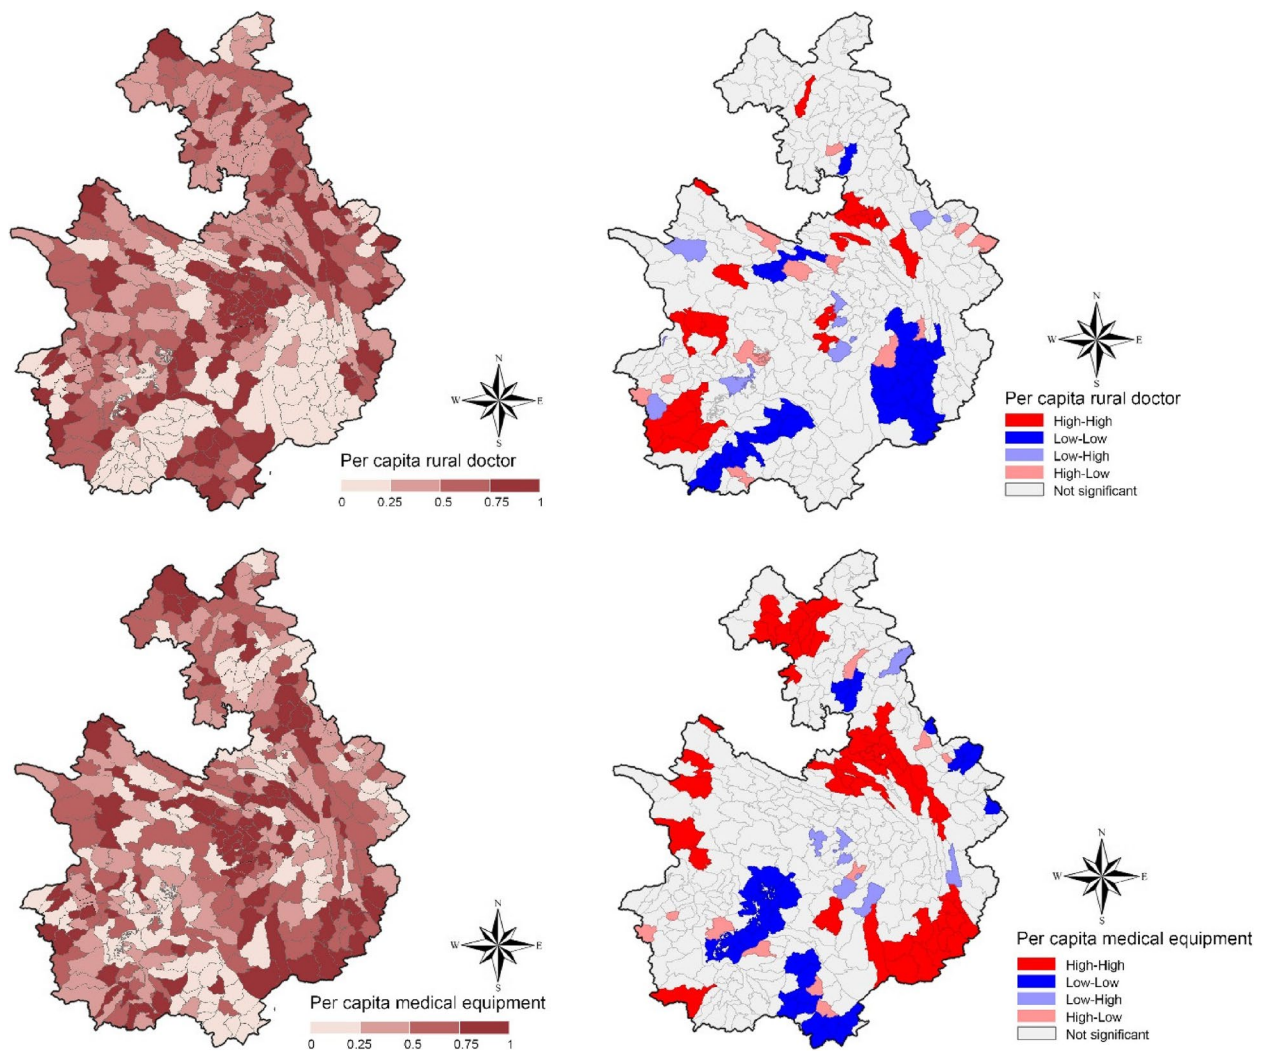 N
W E
S
Per capita rural doctor
0 0.25 0.5 0.75 1
N
W E
S
Per capita rural doctor
High-High
Low-Low
Low-High
High-Low
Not significant
N
W E
S
Per capita medical equipment
0 0.25 0.5 0.75 1
N
W E
S
Per capita medical equipment
High-High
Low-Low
Low-High
High-Low
Not significant